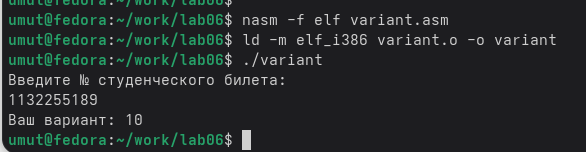 umut@fedora:~/work/lab06$ nasm -f elf variant.asm
umut@fedora:~/work/lab06$ ld -m elf_i386 variant.o -o variant
umut@fedora:~/work/lab06$ ./variant
Введите № студенческого билета:
1132255189
Ваш вариант: 10
umut@fedora:~/work/lab06$